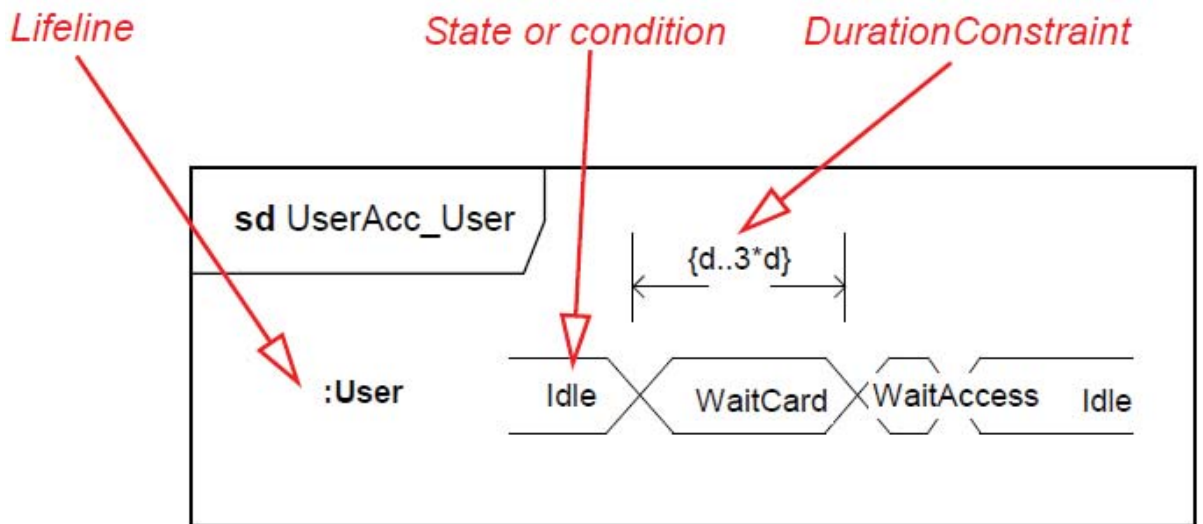 Lifeline State or condition DurationConstraint
sd UserAcc_User
{d..3*d}
:User Idle WaitCard WaitAccess Idle